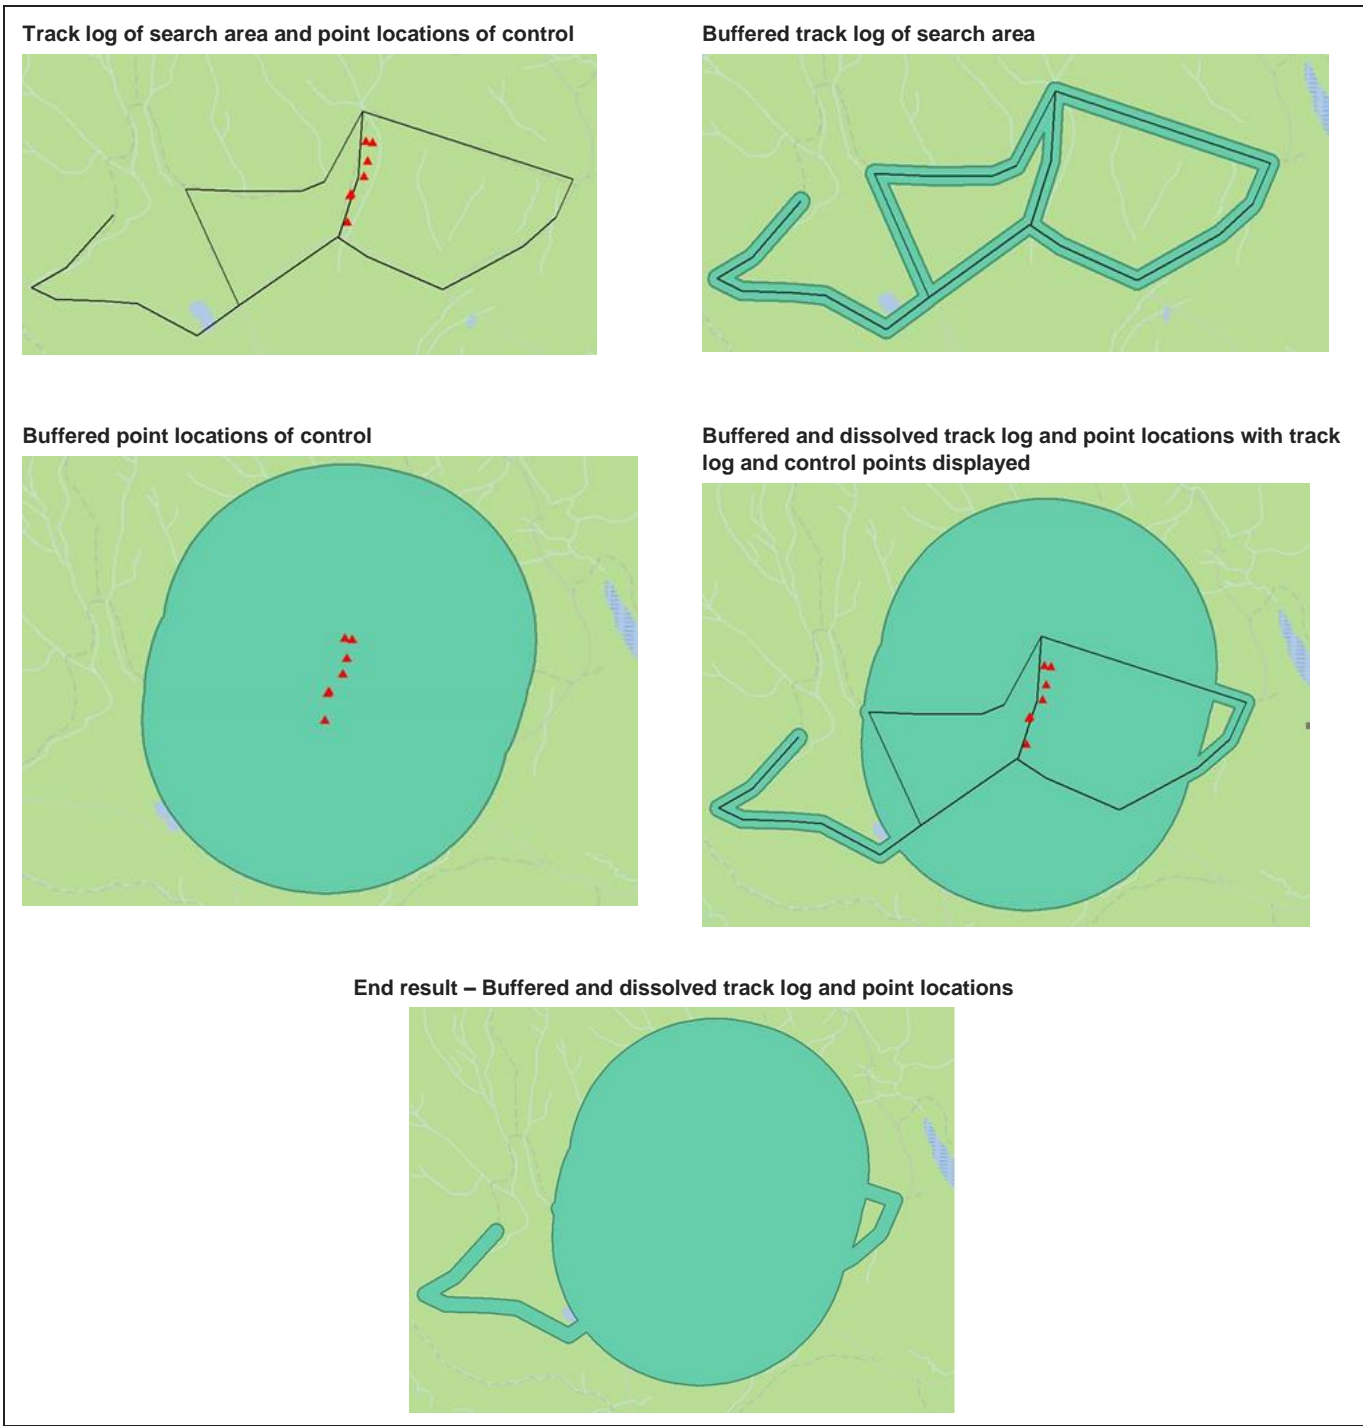 Track log of search area and point locations of control
Buffered track log of search area
Buffered point locations of control
Buffered and dissolved track log and point locations with track
log and control points displayed
End result – Buffered and dissolved track log and point locations